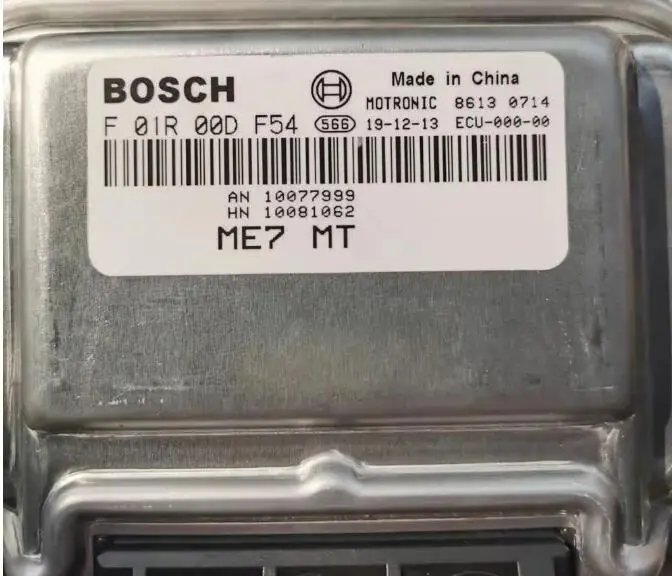 BOSCH Made in China
MOTRONIC 8613 0714
F 01R 00D F54 566 19-12-13 ECU-000-00
AN 10077999
HN 10081062
ME7 MT